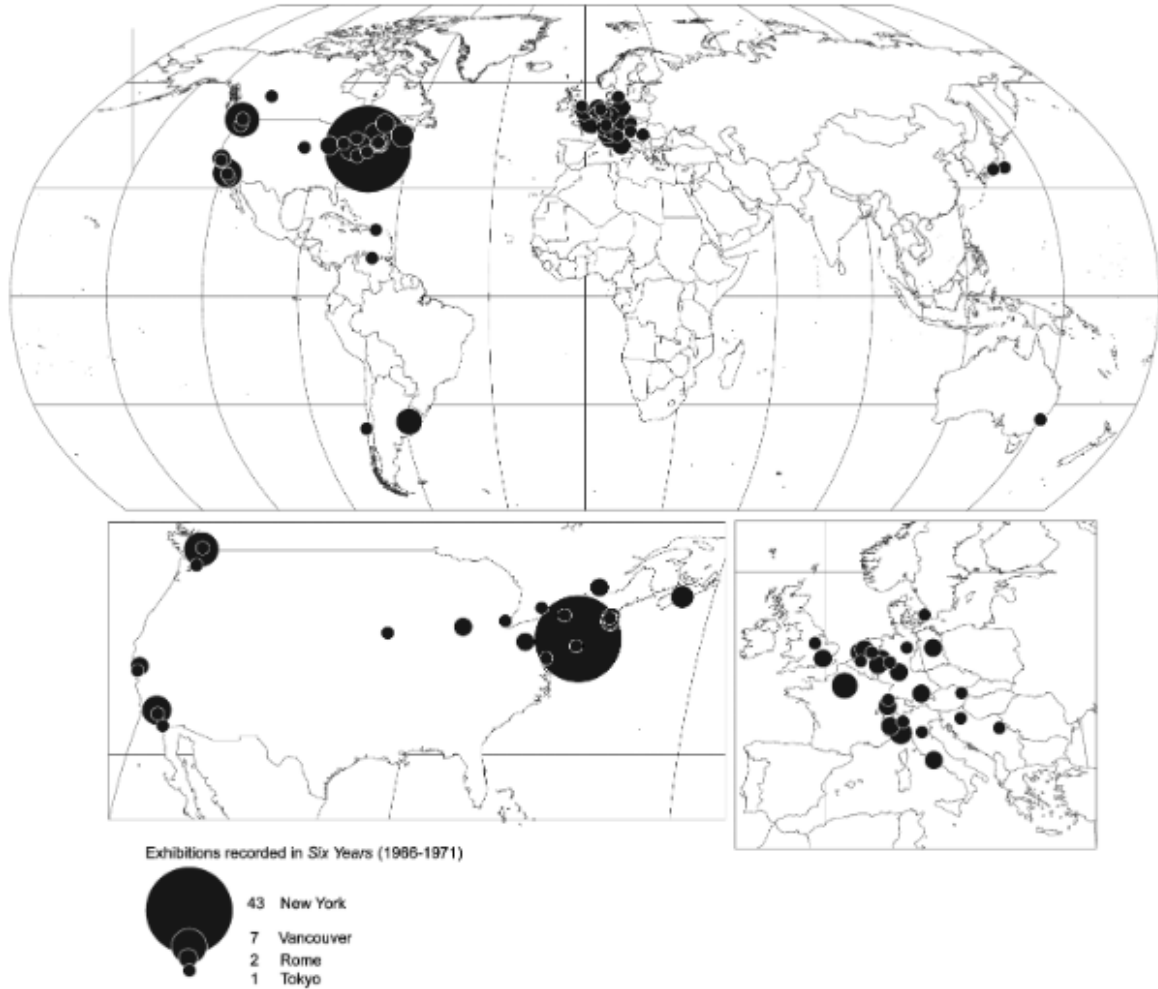 Exhibitions recorded in Six Years (1966-1971)
43 New York
7 Vancouver
2 Rome
1 Tokyo